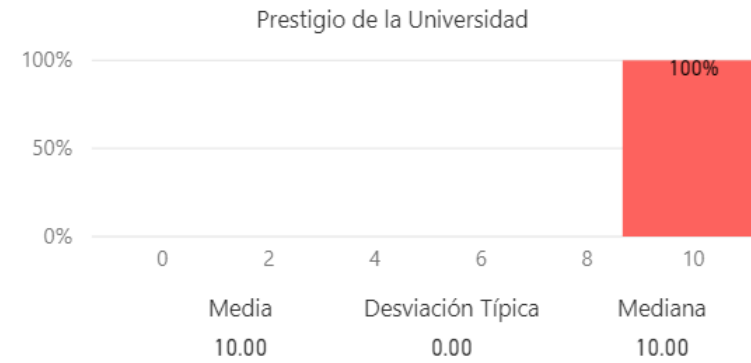 Prestigio de la Universidad
100%
100%
50%
0%
0 2 4 6 8 10
Media Desviación Típica Mediana
10.00 0.00 10.00